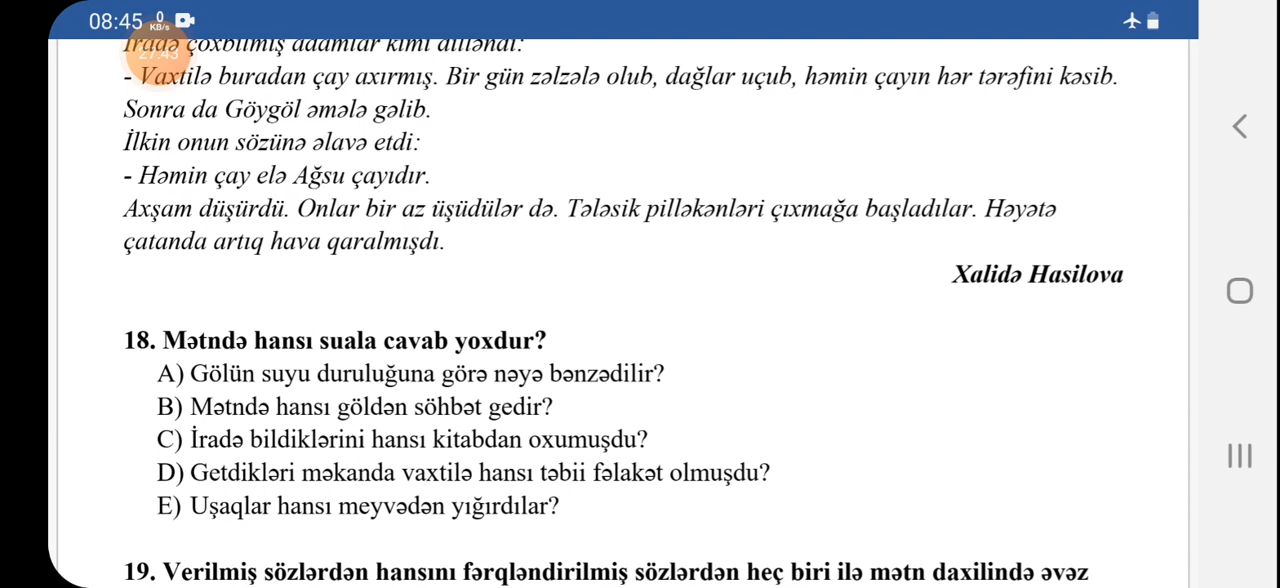 08:45 0 KB/s
İradə çoxbilmiş adamlar kimi dilləndi:
27:43
- Vaxtilə buradan çay axırmış. Bir gün zəlzələ olub, dağlar uçub, həmin çayın hər tərəfini kəsib.
Sonra da Göygöl əmələ gəlib.
İlkin onun sözünə əlavə etdi:
- Həmin çay elə Ağsu çayıdır.
Axşam düşürdü. Onlar bir az üşüdülər də. Tələsik pilləkənləri çıxmağa başladılar. Həyətə
çatanda artıq hava qaralmışdı.
Xalidə Hasilova
18. Mətndə hansı suala cavab yoxdur?
A) Gölün suyu duruluğuna görə nəyə bənzədilir?
B) Mətndə hansı göldən söhbət gedir?
C) İradə bildiklərini hansı kitabdan oxumuşdu?
D) Getdikləri məkanda vaxtilə hansı təbii fəlakət olmuşdu?
E) Uşaqlar hansı meyvədən yığırdılar?
19. Verilmiş sözlərdən hansını fərqləndirilmiş sözlərdən heç biri ilə mətn daxilində əvəz